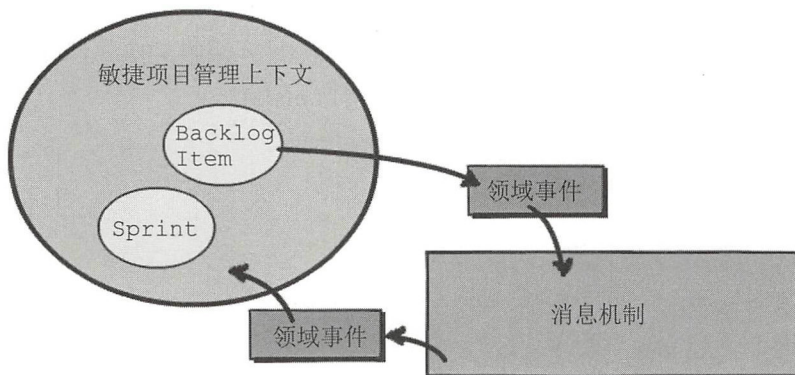 敏捷项目管理上下文
Backlog
Item
Sprint
领域事件
消息机制
领域事件